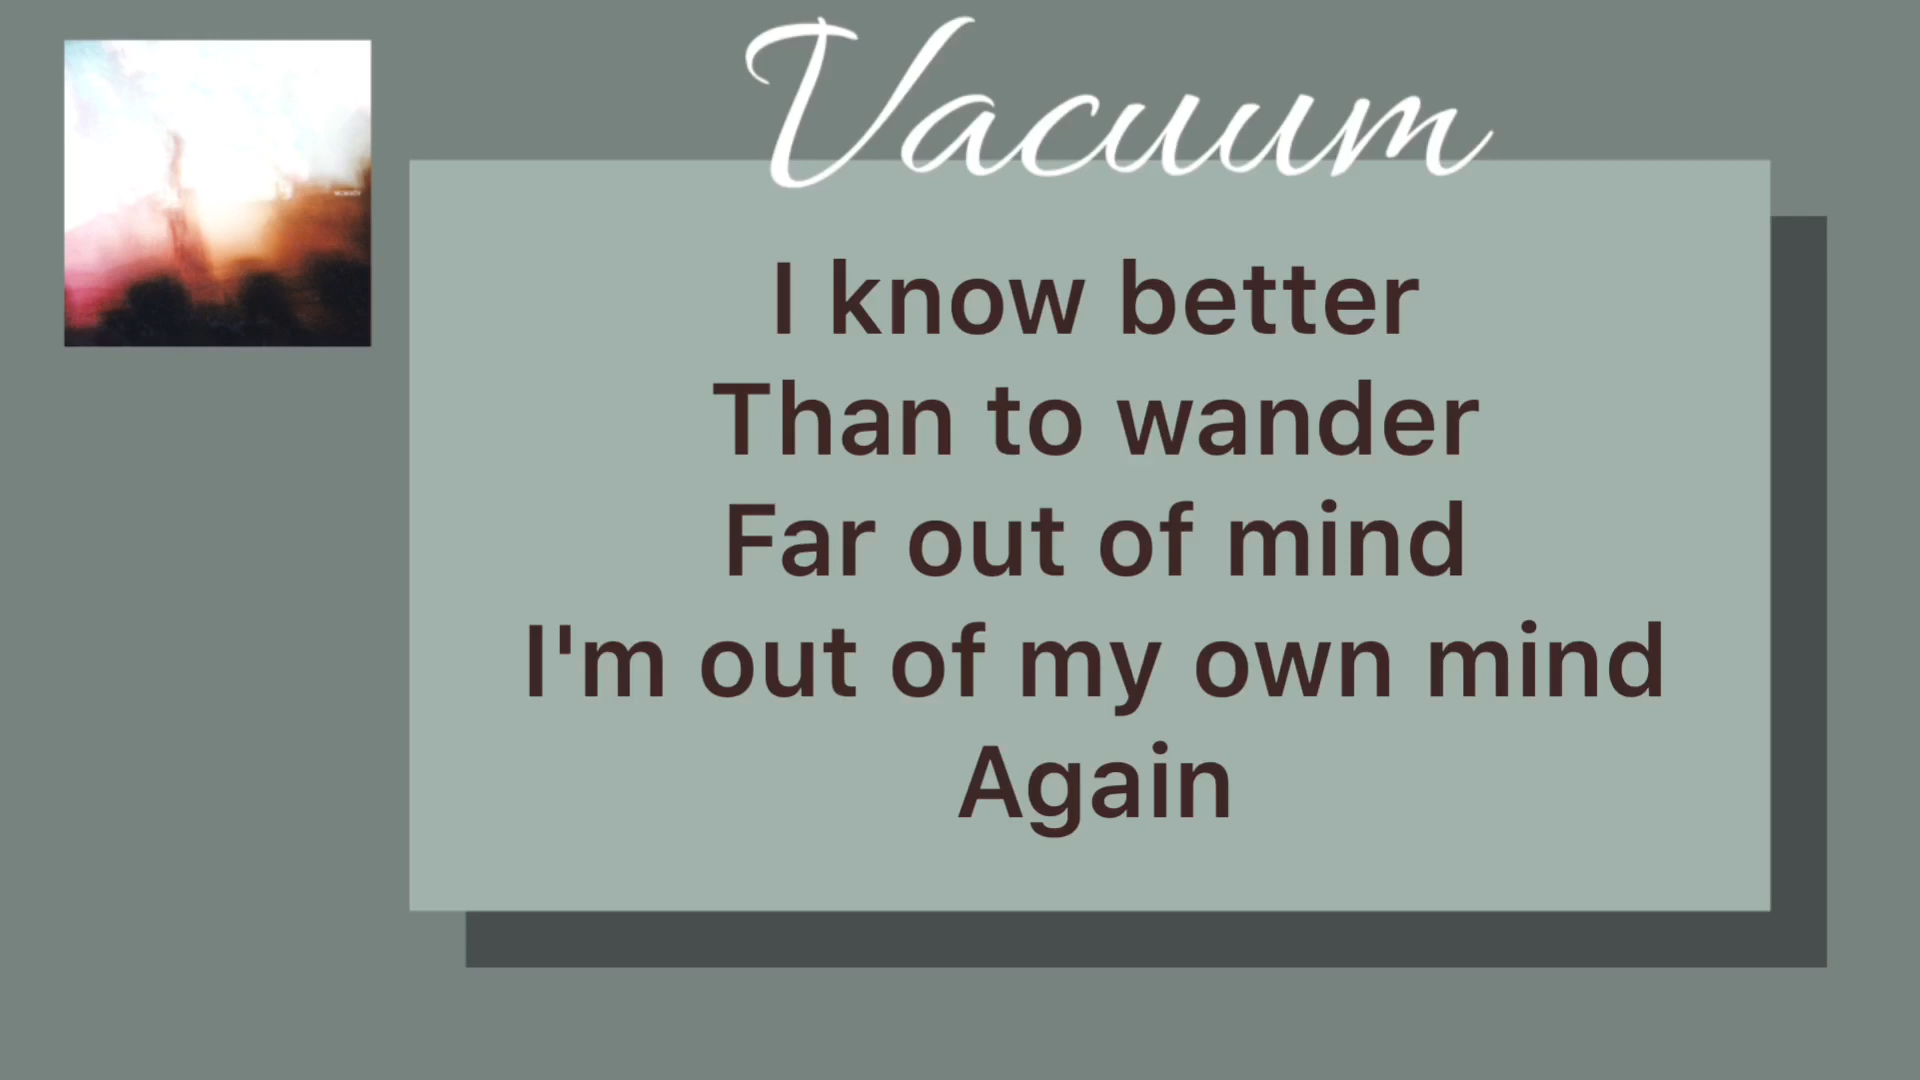 Vacuum
I know better
Than to wander
Far out of mind
I'm out of my own mind
Again